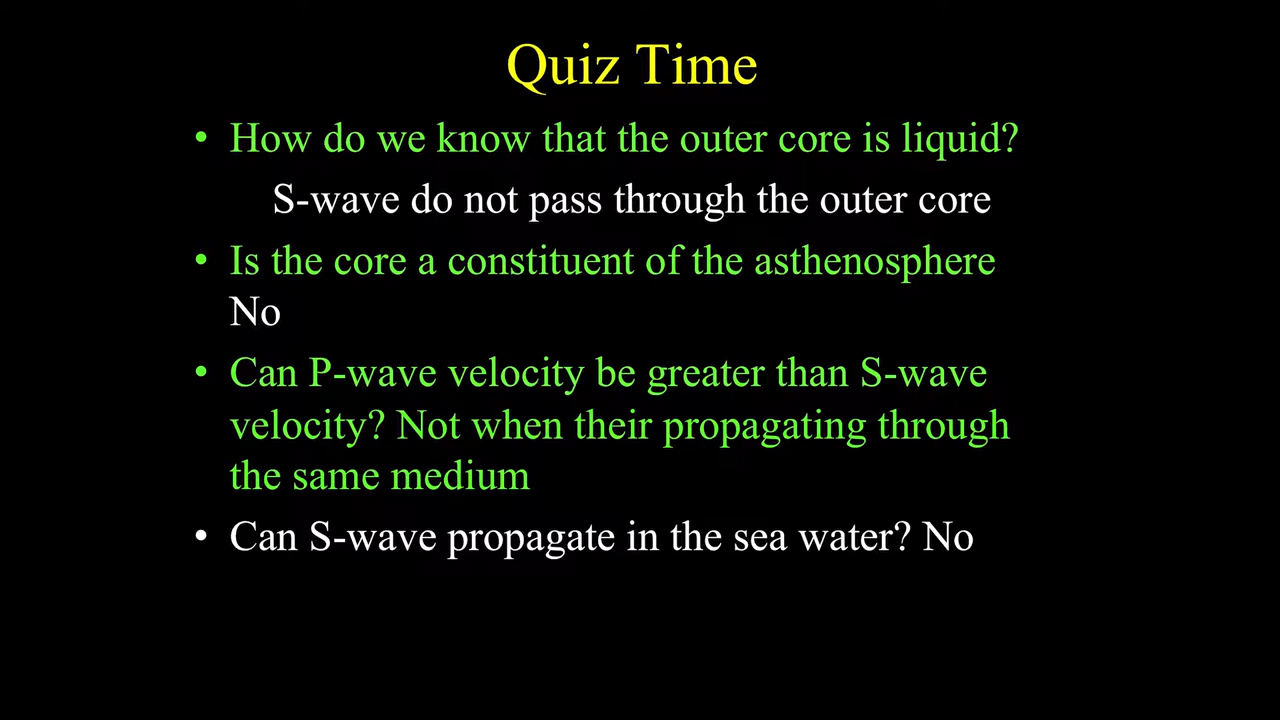 Quiz Time
• How do we know that the outer core is liquid?
S-wave do not pass through the outer core
• Is the core a constituent of the asthenosphere
No
• Can P-wave velocity be greater than S-wave
velocity? Not when their propagating through
the same medium
• Can S-wave propagate in the sea water? No